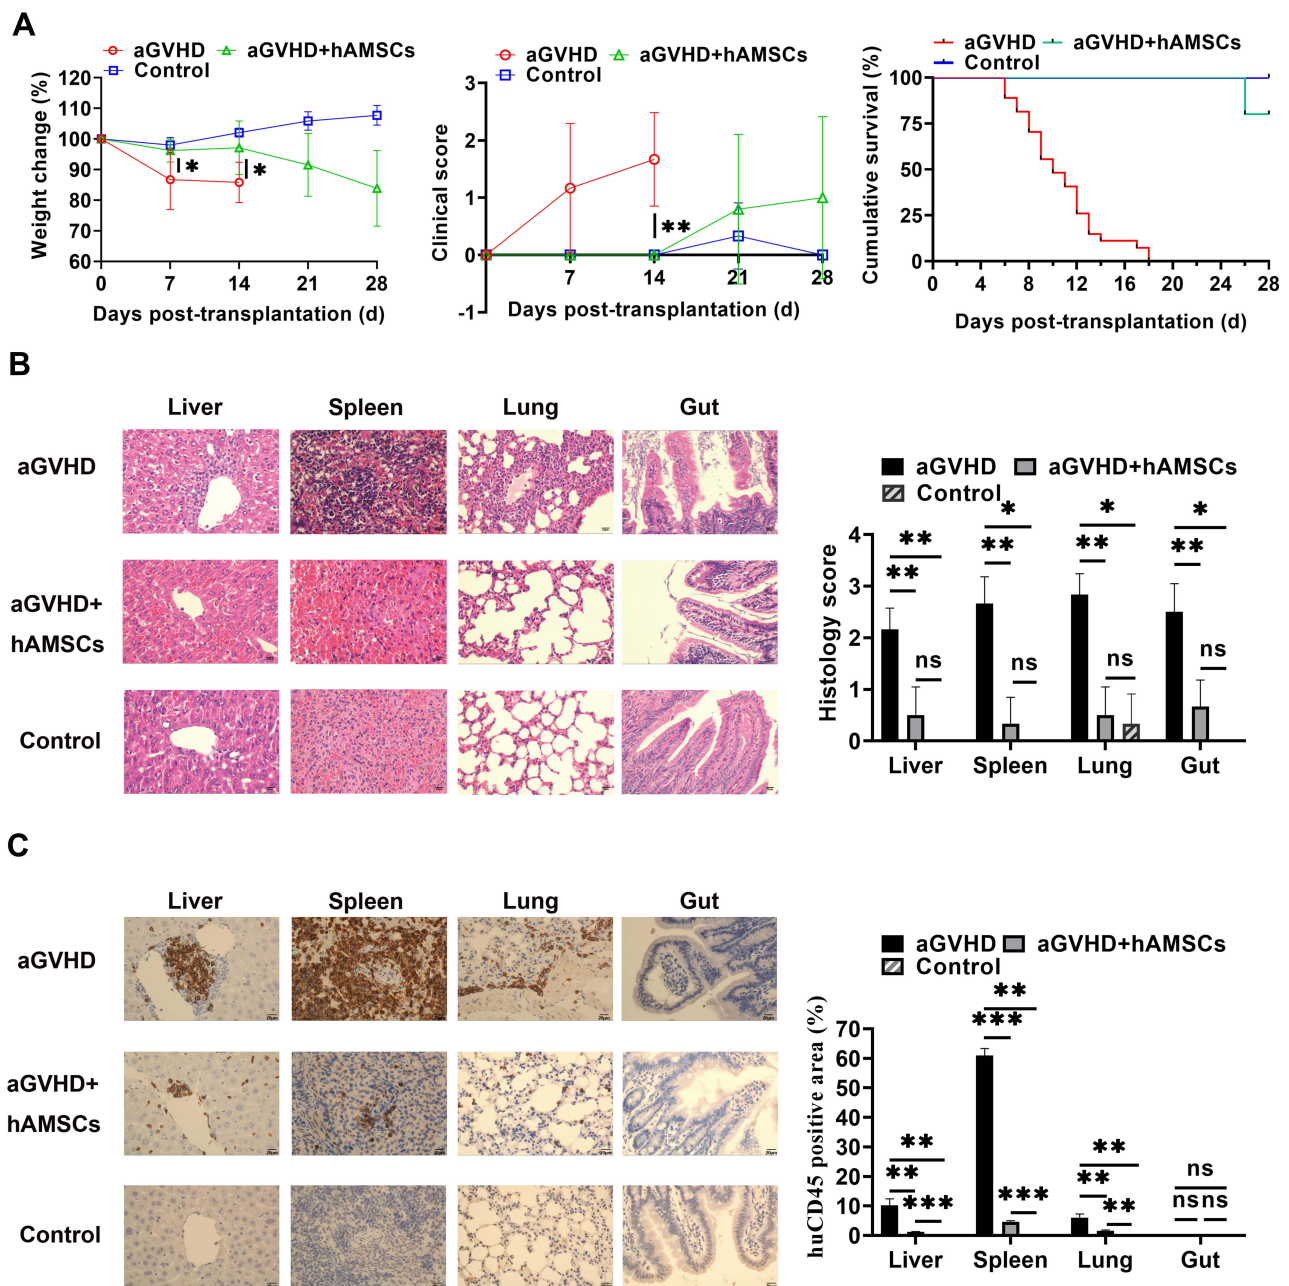 A
aGVHD aGVHD+hAMSCs
Control
Weight change (%)
120
110
100
90
80
70
60
* *
0 7 14 21 28
Days post-transplantation (d)
aGVHD aGVHD+hAMSCs
Control
Clinical score
3
2
1
0
-1
**
7 14 21 28
Days post-transplantation (d)
aGVHD aGVHD+hAMSCs
Control
Cumulative survival (%)
100
75
50
25
0
0 4 8 12 16 20 24 28
Days post-transplantation (d)
B
Liver Spleen Lung Gut
aGVHD
aGVHD+
hAMSCs
Control
aGVHD aGVHD+hAMSCs
Control
Histology score
4
3
2
1
0
** * * *
** ** ** **
ns ns ns ns
Liver Spleen Lung Gut
C
Liver Spleen Lung Gut
aGVHD
aGVHD+
hAMSCs
Control
aGVHD aGVHD+hAMSCs
Control
huCD45 positive area (%)
70
60
50
40
30
20
10
0
** ** ** ns
** *** ** ns
*** *** ** ns
Liver Spleen Lung Gut